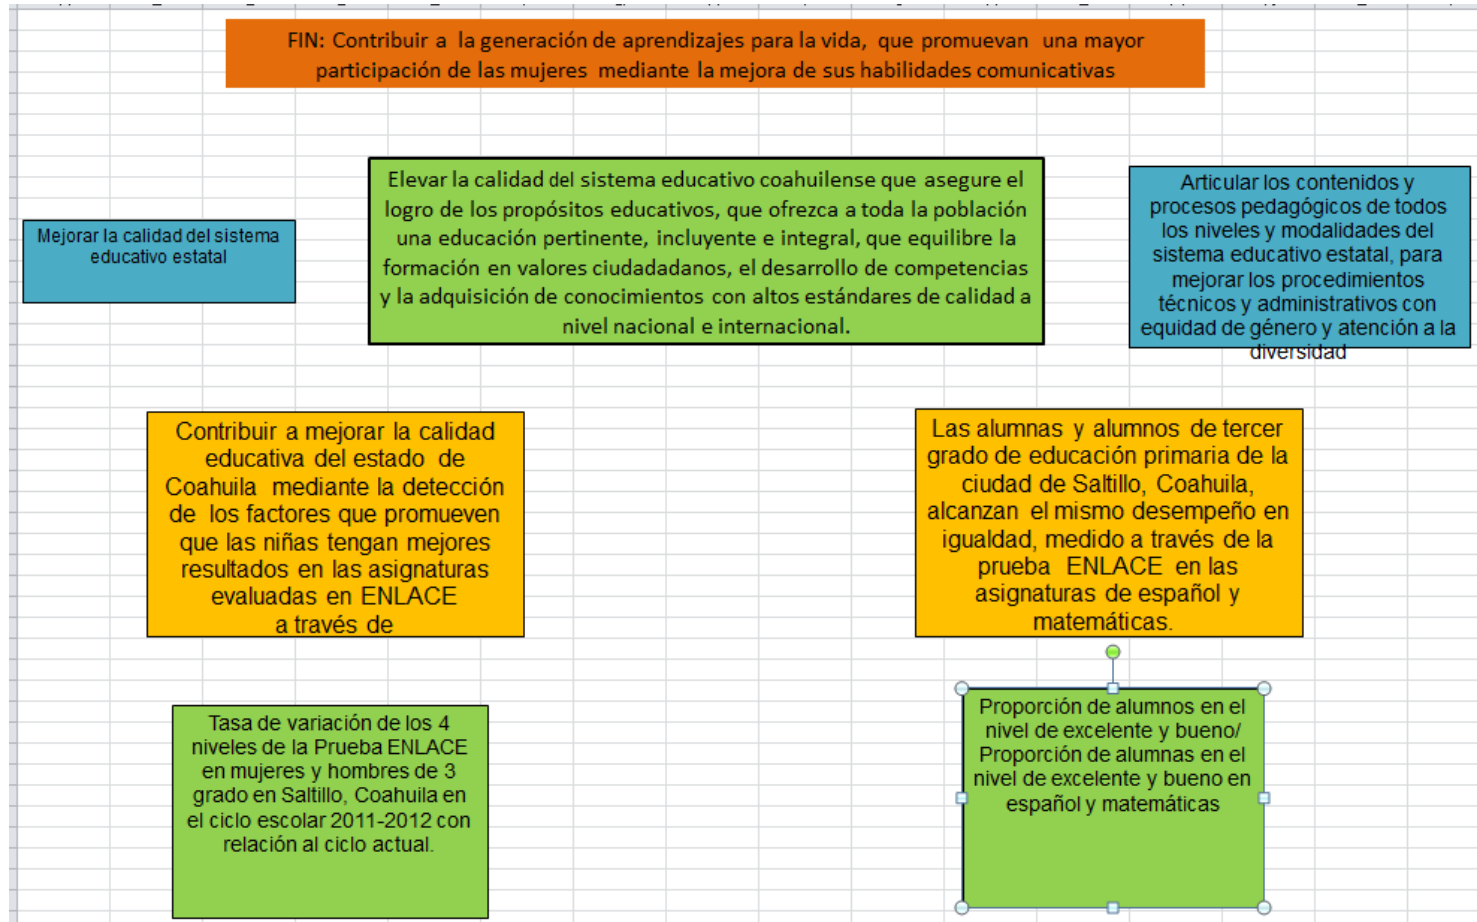 FIN: Contribuir a la generación de aprendizajes para la vida, que promuevan una mayor
participación de las mujeres mediante la mejora de sus habilidades comunicativas
Mejorar la calidad del sistema
educativo estatal
Elevar la calidad del sistema educativo coahuilense que asegure el
logro de los propósitos educativos, que ofrezca a toda la población
una educación pertinente, incluyente e integral, que equilibre la
formación en valores ciudadadanos, el desarrollo de competencias
y la adquisición de conocimientos con altos estándares de calidad a
nivel nacional e internacional.
Articular los contenidos y
procesos pedagógicos de todos
los niveles y modalidades del
sistema educativo estatal, para
mejorar los procedimientos
técnicos y administrativos con
equidad de género y atención a la
diversidad
Contribuir a mejorar la calidad
educativa del estado de
Coahuila mediante la detección
de los factores que promueven
que las niñas tengan mejores
resultados en las asignaturas
evaluadas en ENLACE
a través de
Las alumnas y alumnos de tercer
grado de educación primaria de la
ciudad de Saltillo, Coahuila,
alcanzan el mismo desempeño en
igualdad, medido a través de la
prueba ENLACE en las
asignaturas de español y
matemáticas.
Tasa de variación de los 4
niveles de la Prueba ENLACE
en mujeres y hombres de 3
grado en Saltillo, Coahuila en
el ciclo escolar 2011-2012 con
relación al ciclo actual.
Proporción de alumnos en el
nivel de excelente y bueno/
Proporción de alumnas en el
nivel de excelente y bueno en
español y matemáticas